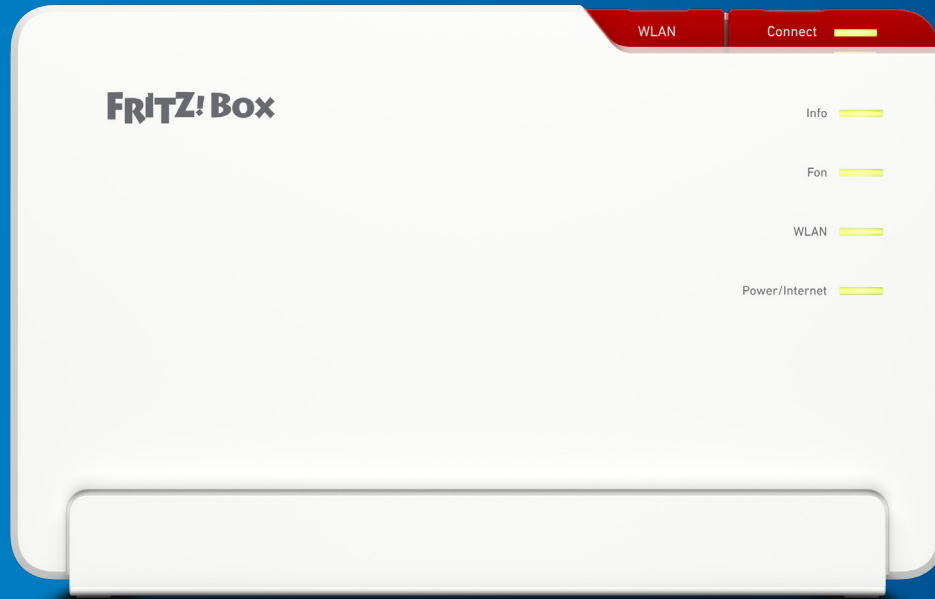 WLAN
Connect
FRITZ! Box
Info
Fon
WLAN
Power/Internet